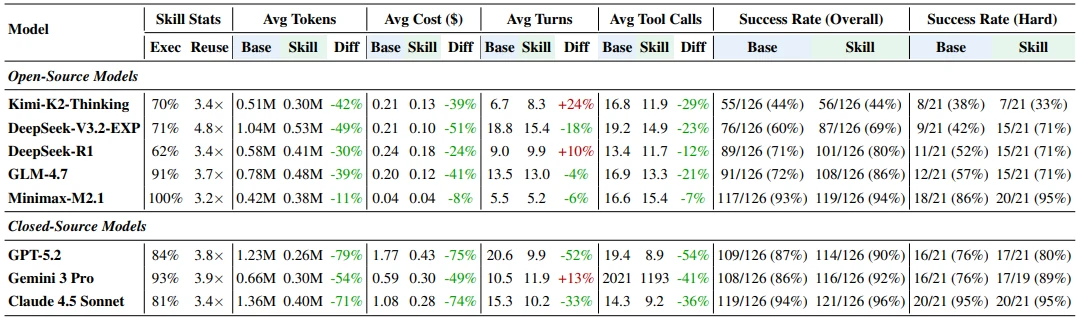 Model Skill Stats Avg Tokens Avg Cost ($) Avg Turns Avg Tool Calls Success Rate (Overall) Success Rate (Hard)
Exec Reuse Base Skill Diff Base Skill Diff Base Skill Diff Base Skill Diff Base Skill Base Skill
Open-Source Models
Kimi-K2-Thinking 70% 3.4× 0.51M 0.30M -42% 0.21 0.13 -39% 6.7 8.3 +24% 16.8 11.9 -29% 55/126 (44%) 56/126 (44%) 8/21 (38%) 7/21 (33%)
DeepSeek-V3.2-EXP 71% 4.8× 1.04M 0.53M -49% 0.21 0.10 -51% 18.8 15.4 -18% 19.2 14.9 -23% 76/126 (60%) 87/126 (69%) 9/21 (42%) 15/21 (71%)
DeepSeek-R1 62% 3.4× 0.58M 0.41M -30% 0.24 0.18 -24% 9.0 9.9 +10% 13.4 11.7 -12% 89/126 (71%) 101/126 (80%) 11/21 (52%) 15/21 (71%)
GLM-4.7 91% 3.7× 0.78M 0.48M -39% 0.20 0.12 -41% 13.5 13.0 -4% 16.9 13.3 -21% 91/126 (72%) 108/126 (86%) 12/21 (57%) 15/21 (71%)
Minimax-M2.1 100% 3.2× 0.42M 0.38M -11% 0.04 0.04 -8% 5.5 5.2 -6% 16.6 15.4 -7% 117/126 (93%) 119/126 (94%) 18/21 (86%) 20/21 (95%)
Closed-Source Models
GPT-5.2 84% 3.8× 1.23M 0.26M -79% 1.77 0.43 -75% 20.6 9.9 -52% 19.4 8.9 -54% 109/126 (87%) 114/126 (90%) 16/21 (76%) 17/21 (80%)
Gemini 3 Pro 93% 3.9× 0.66M 0.30M -54% 0.59 0.30 -49% 10.5 11.9 +13% 2021 1193 -41% 108/126 (86%) 116/126 (92%) 16/21 (76%) 17/19 (89%)
Claude 4.5 Sonnet 81% 3.4× 1.36M 0.40M -71% 1.08 0.28 -74% 15.3 10.2 -33% 14.3 9.2 -36% 119/126 (94%) 121/126 (96%) 20/21 (95%) 20/21 (95%)